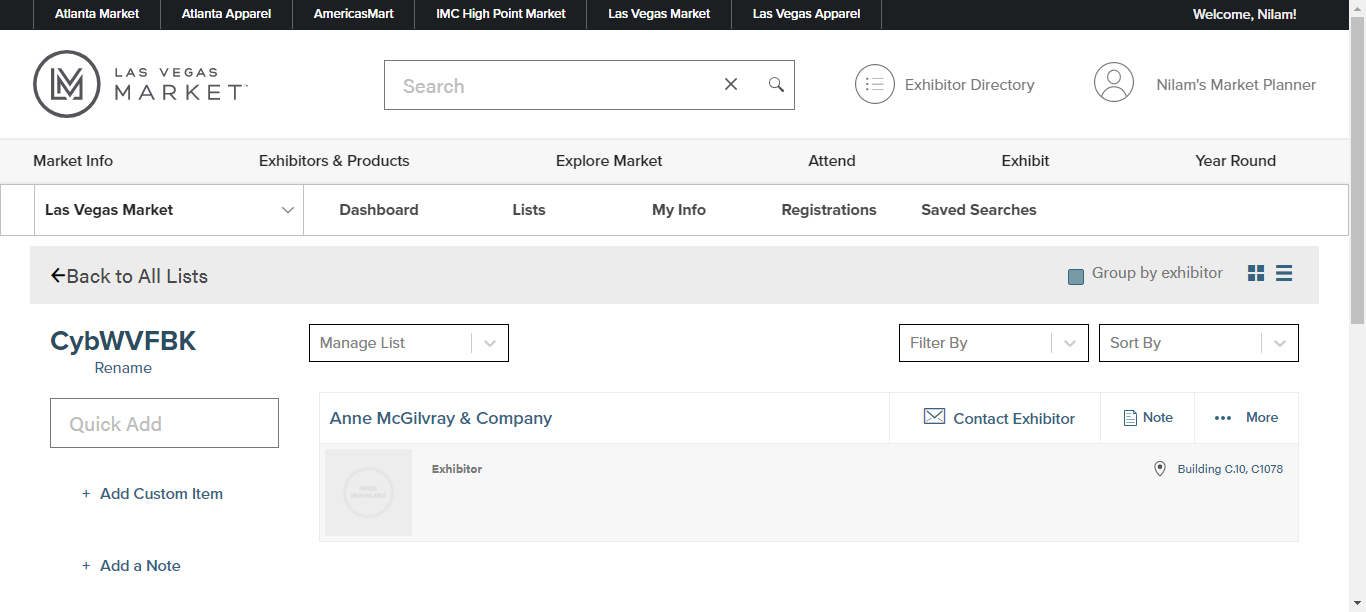 Atlanta Market Atlanta Apparel AmericasMart IMC High Point Market Las Vegas Market Las Vegas Apparel Welcome, Nilam!
LAS VEGAS
MARKET
Search
Exhibitor Directory
Nilam's Market Planner
Market Info Exhibitors & Products Explore Market Attend Exhibit Year Round
Las Vegas Market Dashboard Lists My Info Registrations Saved Searches
Back to All Lists Group by exhibitor
CybWVFBK
Rename
Manage List Filter By Sort By
Quick Add
Anne McGilvray & Company Contact Exhibitor Note More
Exhibitor Building C.10, C1078
+ Add Custom Item
+ Add a Note